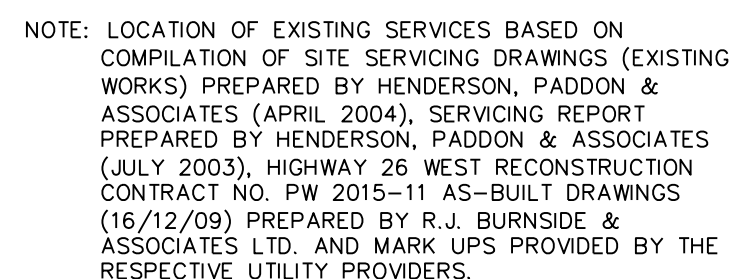 NOTE: LOCATION OF EXISTING SERVICES BASED ON
COMPILATION OF SITE SERVICING DRAWINGS (EXISTING
WORKS) PREPARED BY HENDERSON, PADDON &
ASSOCIATES (APRIL 2004), SERVICING REPORT
PREPARED BY HENDERSON, PADDON & ASSOCIATES
(JULY 2003), HIGHWAY 26 WEST RECONSTRUCTION
CONTRACT NO. PW 2015-11 AS-BUILT DRAWINGS
(16/12/09) PREPARED BY R.J. BURNSIDE &
ASSOCIATES LTD. AND MARK UPS PROVIDED BY THE
RESPECTIVE UTILITY PROVIDERS.